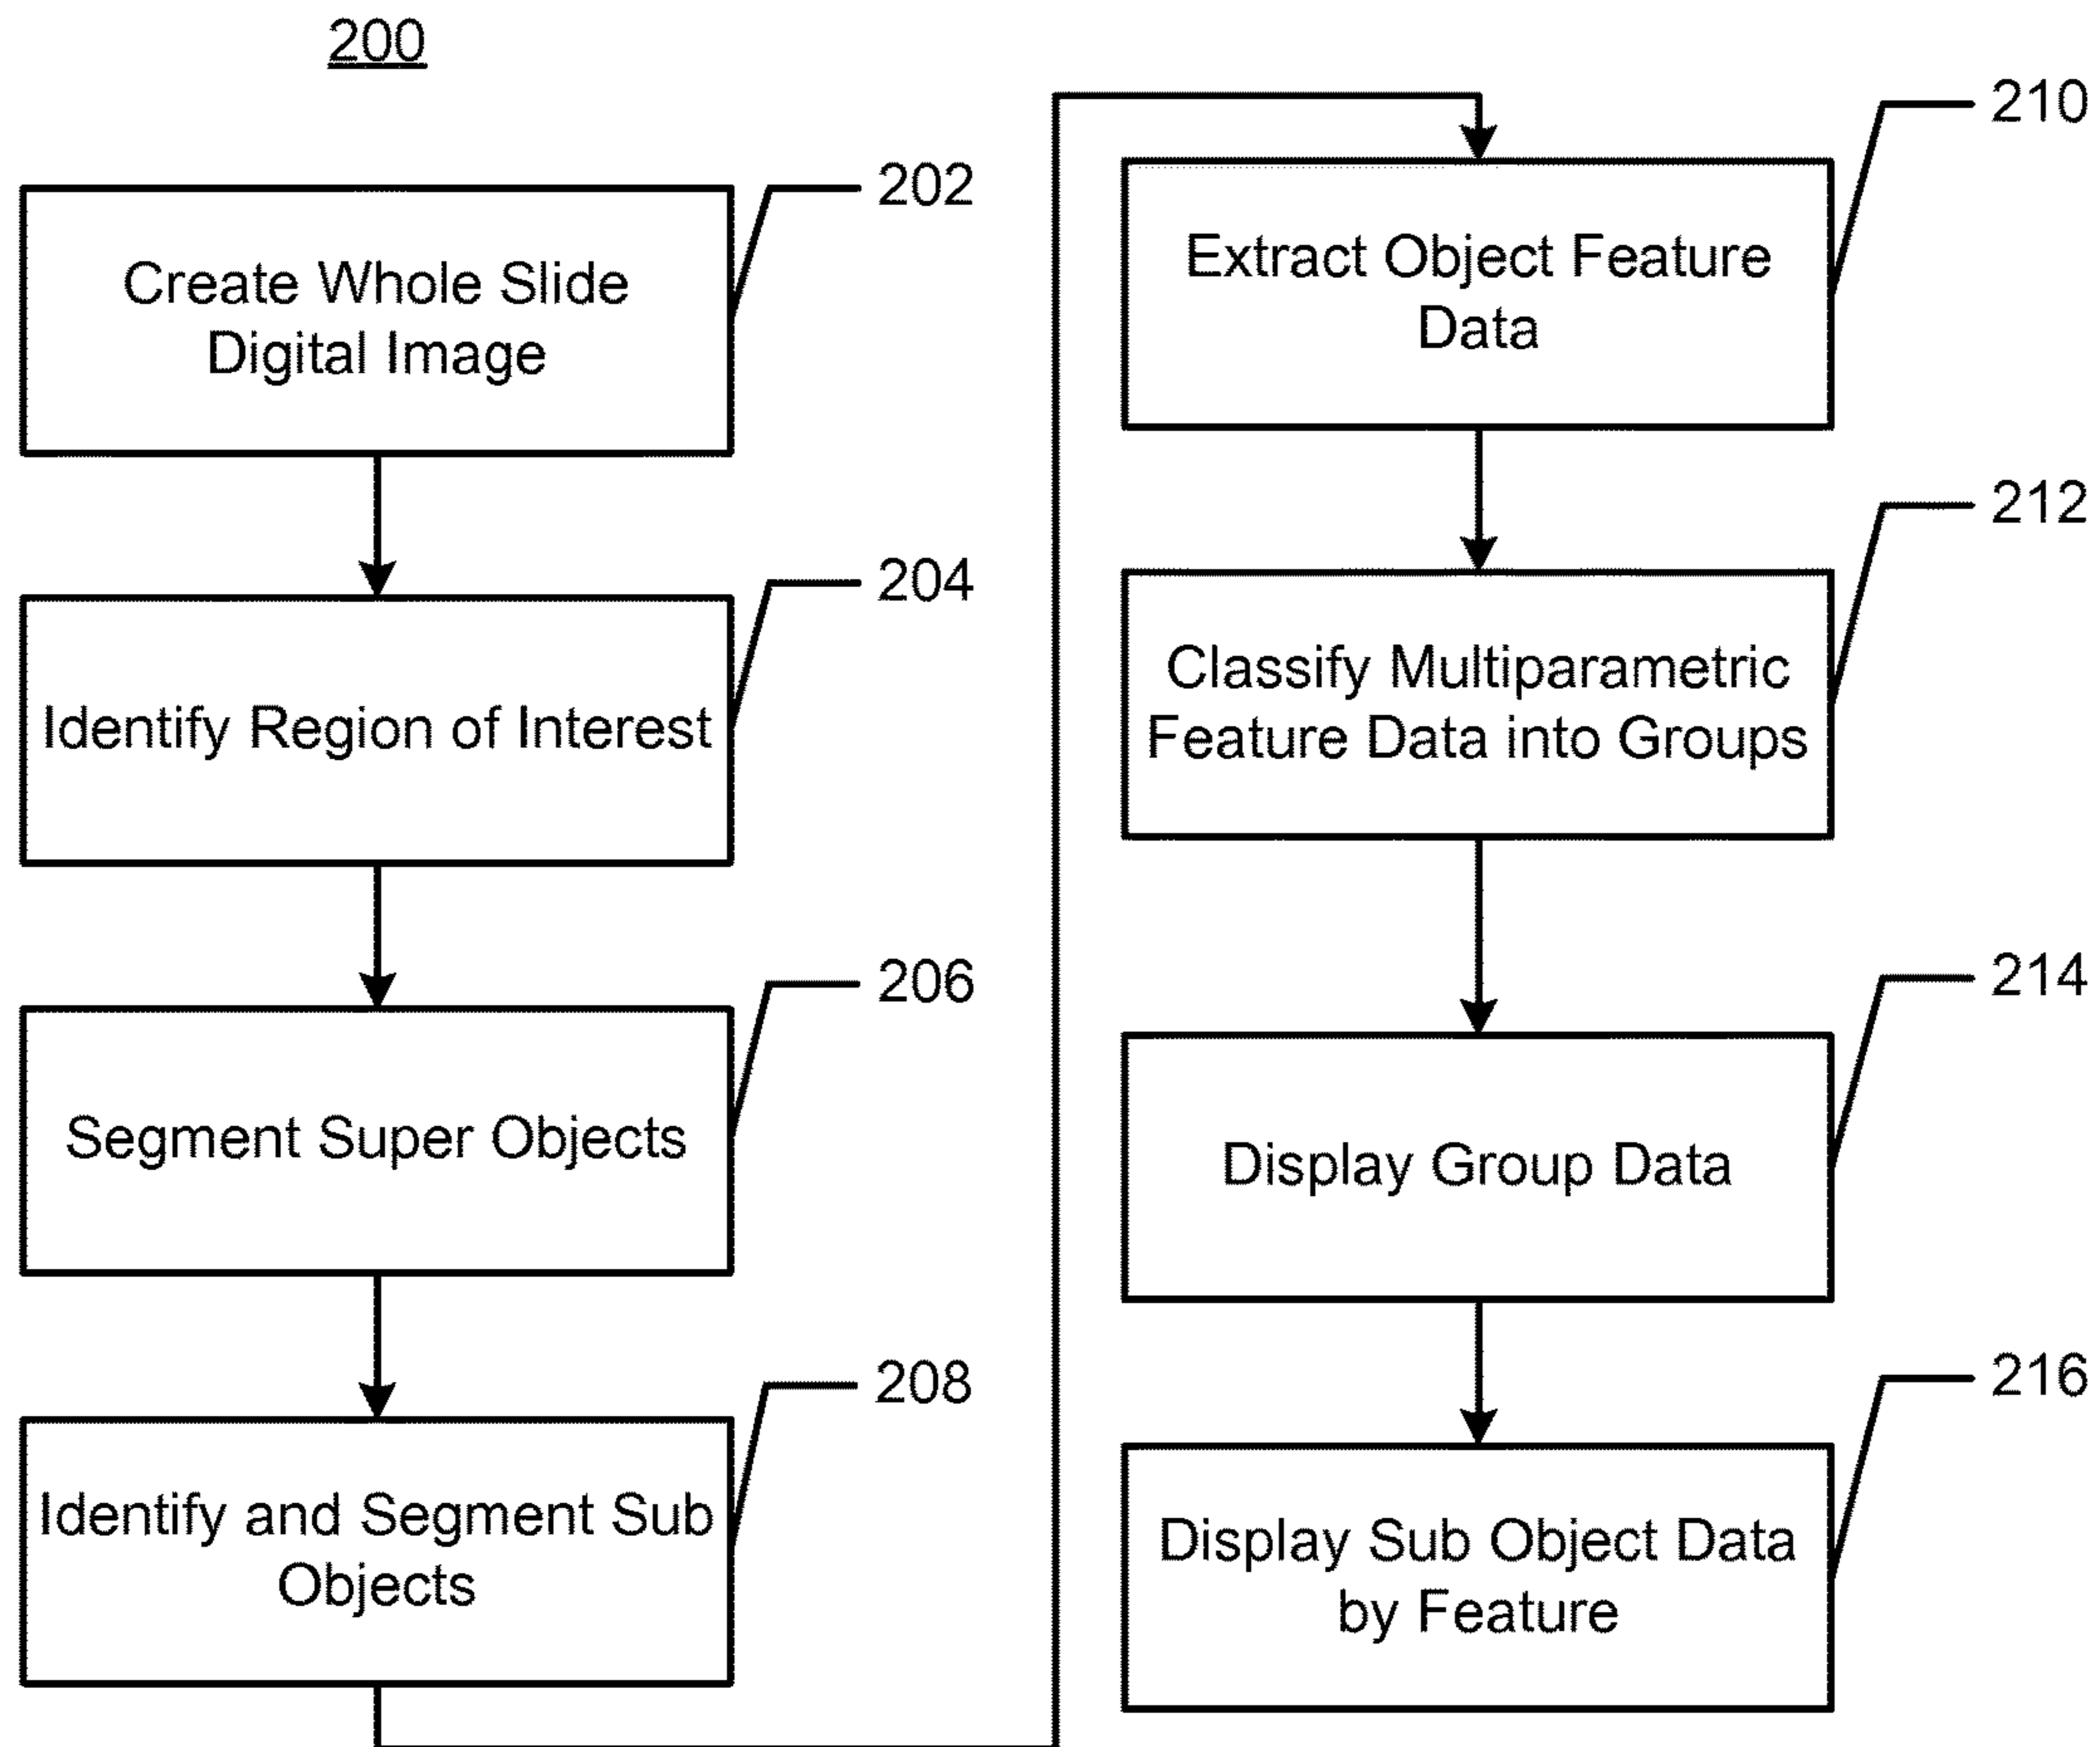 200
202
Create Whole Slide
Digital Image
204
Identify Region of Interest
206
Segment Super Objects
208
Identify and Segment Sub
Objects
210
Extract Object Feature
Data
212
Classify Multiparametric
Feature Data into Groups
214
Display Group Data
216
Display Sub Object Data
by Feature